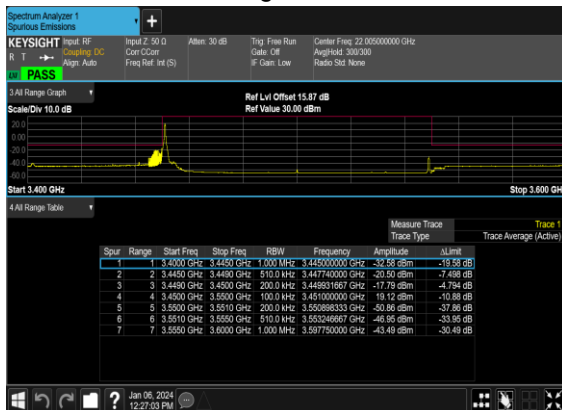 Spectrum Analyzer 1
Spurious Emissions
+
KEYSIGHT Input: RF Input Z: 50 Ω Atten: 30 dB Trig: Free Run Center Freq: 22.005000000 GHz
R T Coupling: DC Corr CCorr Gate: Off Avg|Hold: 300/300
Align: Auto Freq Ref: Int (S) IF Gain: Low Radio Std: None
PASS
3 All Range Graph
Ref Lvl Offset 15.87 dB
Scale/Div 10.0 dB Ref Value 30.00 dBm
20.0
0.00
-20.0
-40.0
-60.0
Start 3.400 GHz Stop 3.600 GH
4 All Range Table
Measure Trace Trace 1
Trace Type Trace Average (Active)
Spur Range Start Freq Stop Freq RBW Frequency Amplitude ΔLimit
1 1 3.4000 GHz 3.4450 GHz 1.000 MHz 3.445000000 GHz -32.58 dBm -19.58 dB
2 2 3.4450 GHz 3.4490 GHz 510.0 kHz 3.447740000 GHz -20.50 dBm -7.498 dB
3 3 3.4490 GHz 3.4500 GHz 200.0 kHz 3.449931667 GHz -17.79 dBm -4.794 dB
4 4 3.4500 GHz 3.5500 GHz 100.0 kHz 3.451000000 GHz 19.12 dBm -10.88 dB
5 5 3.5500 GHz 3.5510 GHz 200.0 kHz 3.550898333 GHz -50.86 dBm -37.86 dB
6 6 3.5510 GHz 3.5550 GHz 510.0 kHz 3.553246667 GHz -46.95 dBm -33.95 dB
7 7 3.5550 GHz 3.6000 GHz 1.000 MHz 3.597750000 GHz -43.49 dBm -30.49 dB
? Jan 06, 2024
12:27:03 PM